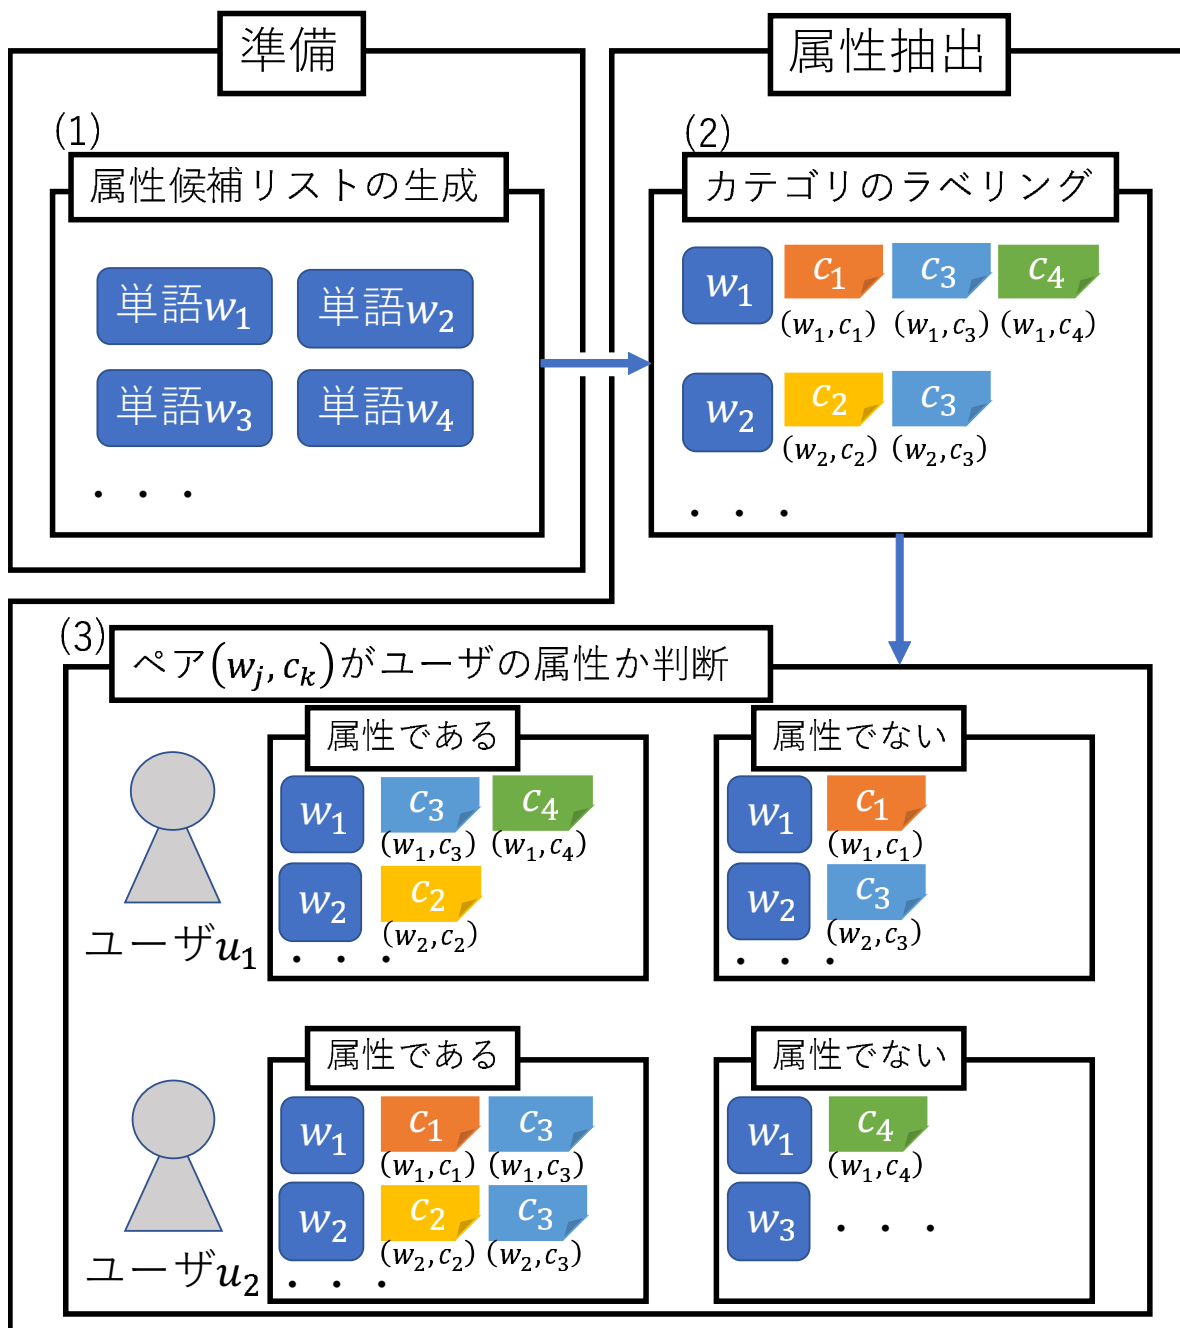 準備
(1)
属性候補リストの生成
単語w₁ 単語w₂
単語w₃ 単語w₄
・・・
属性抽出
(2)
カテゴリのラベリング
w₁ c₁ c₃ c₄
(w₁,c₁) (w₁,c₃) (w₁,c₄)
w₂ c₂ c₃
(w₂,c₂) (w₂,c₃)
・・・
(3)
ペア(wⱼ,cₖ)がユーザの属性か判断
ユーザu₁
属性である
w₁ c₃ c₄
(w₁,c₃) (w₁,c₄)
w₂ c₂
(w₂,c₂)
・・・
属性でない
w₁ c₁
(w₁,c₁)
w₂ c₃
(w₂,c₃)
・・・
ユーザu₂
属性である
w₁ c₁ c₃
(w₁,c₁) (w₁,c₃)
w₂ c₂ c₃
(w₂,c₂) (w₂,c₃)
・・・
属性でない
w₁ c₄
(w₁,c₄)
w₃ ・・・